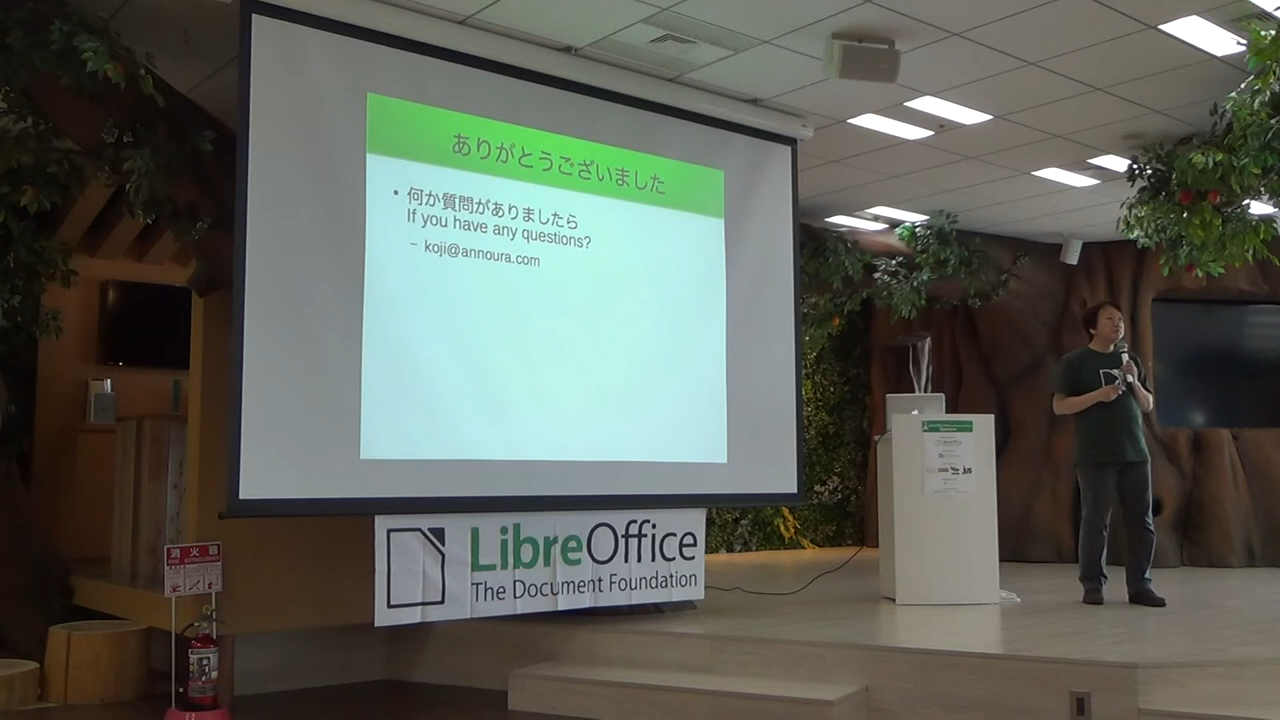 ありがとうございました
• 何か質問がありましたら
If you have any questions?
– koji@annoura.com
LibreOffice
The Document Foundation
消火器
jus